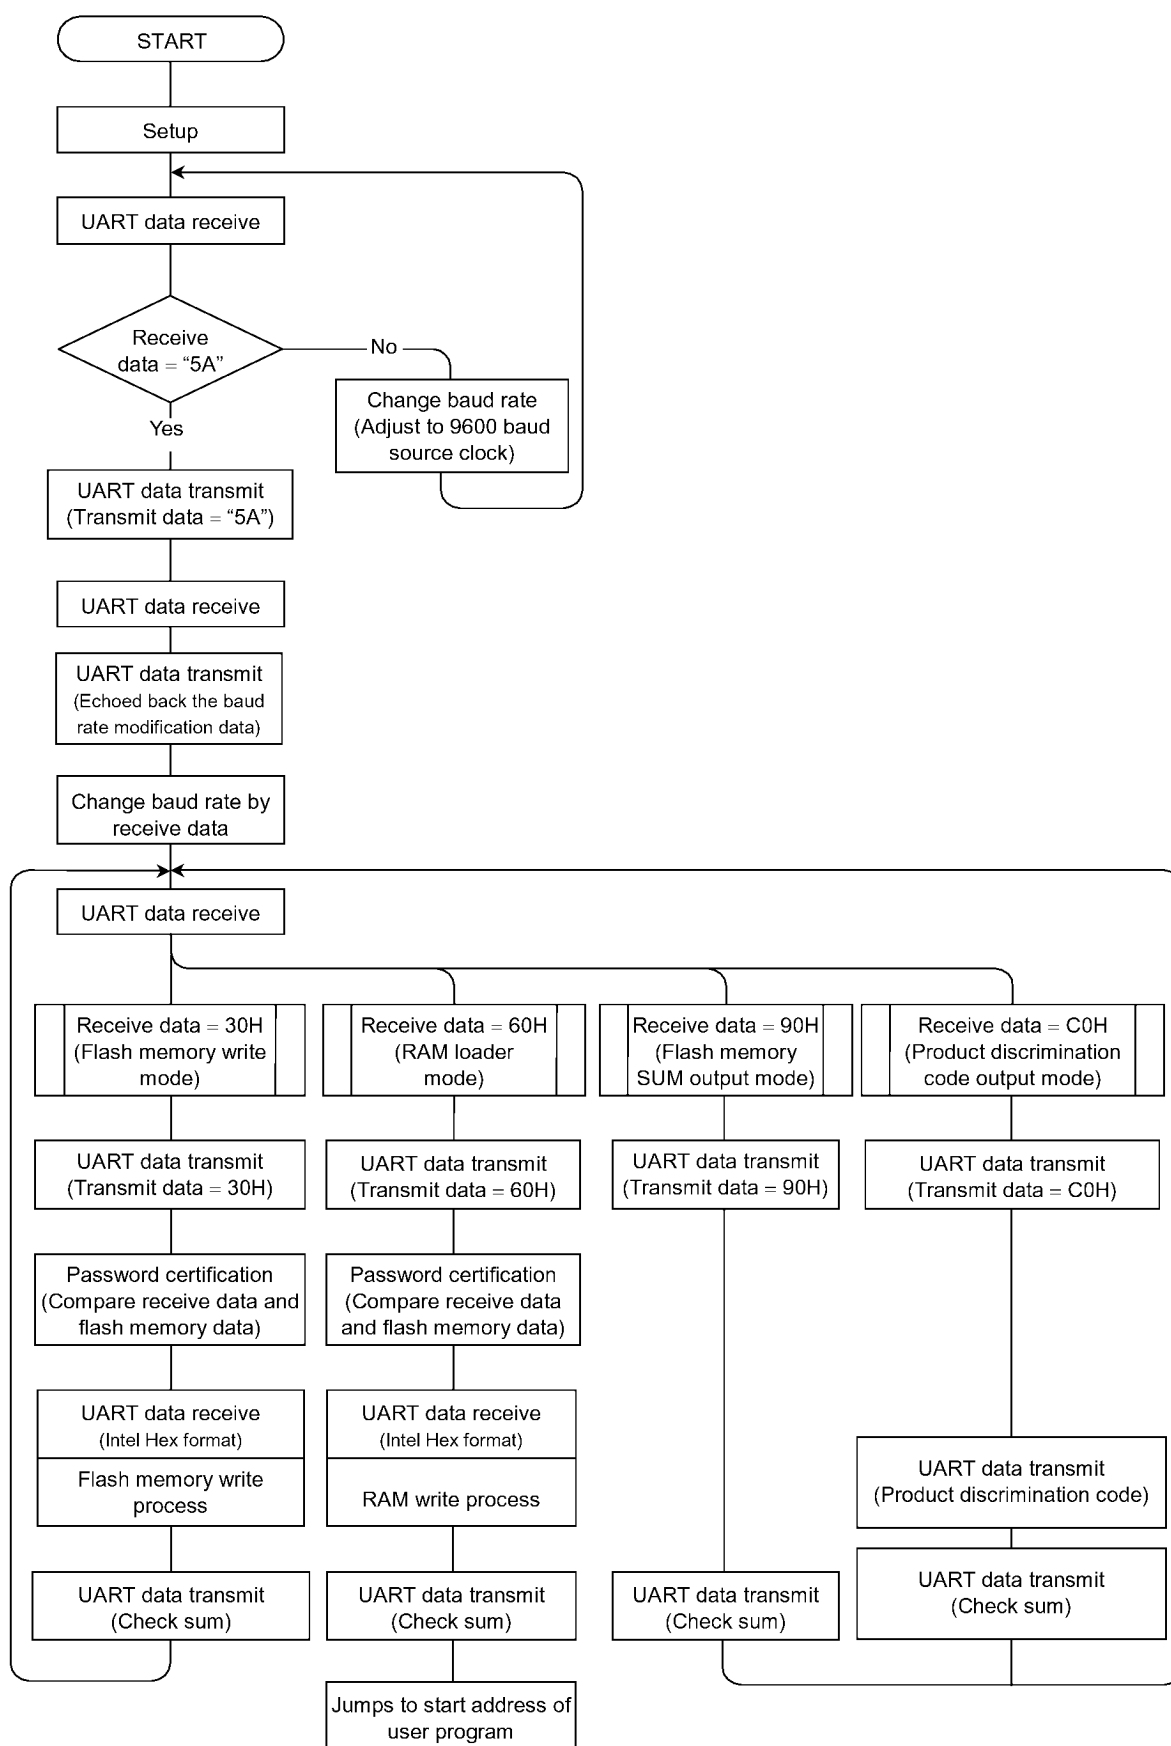 START
Setup
UART data receive
Receive
data = “5A”
No
Yes
Change baud rate
(Adjust to 9600 baud
source clock)
UART data transmit
(Transmit data = “5A”)
UART data receive
UART data transmit
(Echoed back the baud
rate modification data)
Change baud rate by
receive data
UART data receive
Receive data = 30H
(Flash memory write
mode)
Receive data = 60H
(RAM loader
mode)
Receive data = 90H
(Flash memory
SUM output mode)
Receive data = C0H
(Product discrimination
code output mode)
UART data transmit
(Transmit data = 30H)
UART data transmit
(Transmit data = 60H)
UART data transmit
(Transmit data = 90H)
UART data transmit
(Transmit data = C0H)
Password certification
(Compare receive data and
flash memory data)
Password certification
(Compare receive data
and flash memory data)
UART data receive
(Intel Hex format)
Flash memory write
process
UART data receive
(Intel Hex format)
RAM write process
UART data transmit
(Product discrimination code)
UART data transmit
(Check sum)
UART data transmit
(Check sum)
UART data transmit
(Check sum)
UART data transmit
(Check sum)
Jumps to start address of
user program